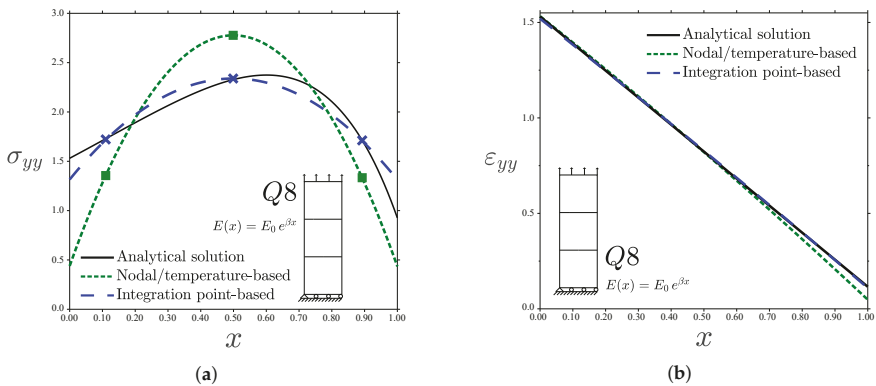 3.0
2.5
2.0
1.5
1.0
0.5
0.0
σyy
Q8
E(x) = E₀ e^{βx}
Analytical solution
Nodal/temperature-based
Integration point-based
0.00 0.10 0.20 0.30 0.40 0.50 0.60 0.70 0.80 0.90 1.00
x
(a)
1.5
1.0
0.5
0.0
εyy
Analytical solution
Nodal/temperature-based
Integration point-based
Q8
E(x) = E₀ e^{βx}
0.00 0.10 0.20 0.30 0.40 0.50 0.60 0.70 0.80 0.90 1.00
x
(b)